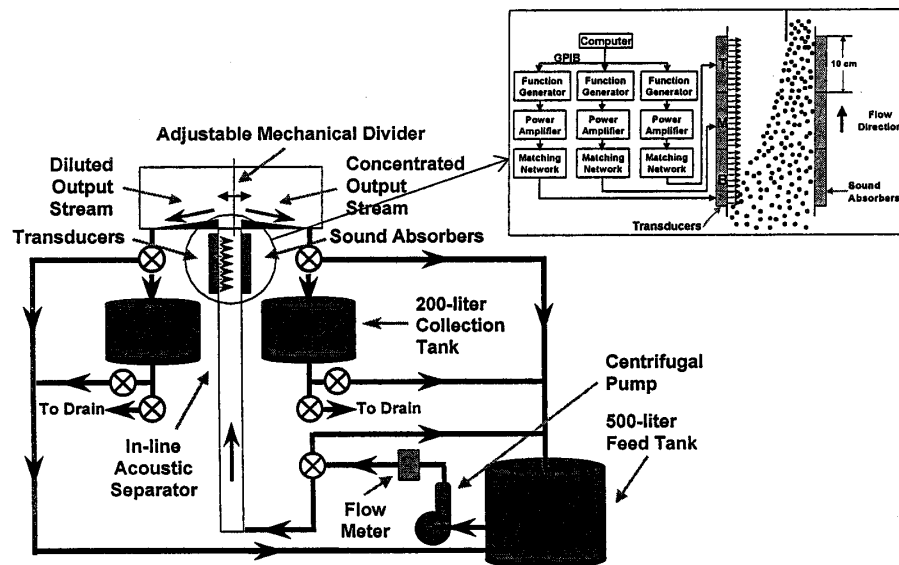 Computer
GPIB
Function
Generator
Function
Generator
Function
Generator
Power
Amplifier
Power
Amplifier
Power
Amplifier
Matching
Network
Matching
Network
Matching
Network
T
M
B
10 cm
Flow
Direction
Sound
Absorbers
Transducers
Adjustable Mechanical Divider
Diluted
Output
Stream
Concentrated
Output
Stream
Transducers
Sound Absorbers
200-liter
Collection
Tank
Centrifugal
Pump
500-liter
Feed Tank
To Drain
To Drain
In-line
Acoustic
Separator
Flow
Meter